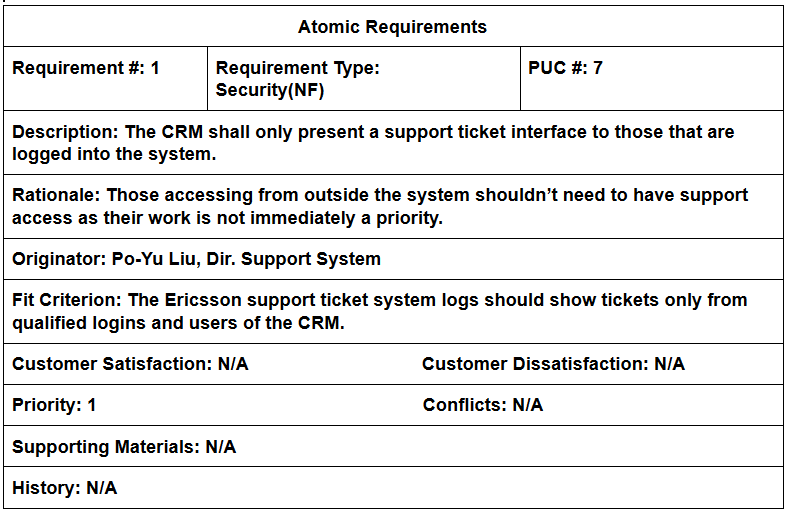 Atomic Requirements
Requirement #: 1
Requirement Type:
Security(NF)
PUC #: 7
Description: The CRM shall only present a support ticket interface to those that are
logged into the system.
Rationale: Those accessing from outside the system shouldn’t need to have support
access as their work is not immediately a priority.
Originator: Po-Yu Liu, Dir. Support System
Fit Criterion: The Ericsson support ticket system logs should show tickets only from
qualified logins and users of the CRM.
Customer Satisfaction: N/A
Customer Dissatisfaction: N/A
Priority: 1
Conflicts: N/A
Supporting Materials: N/A
History: N/A